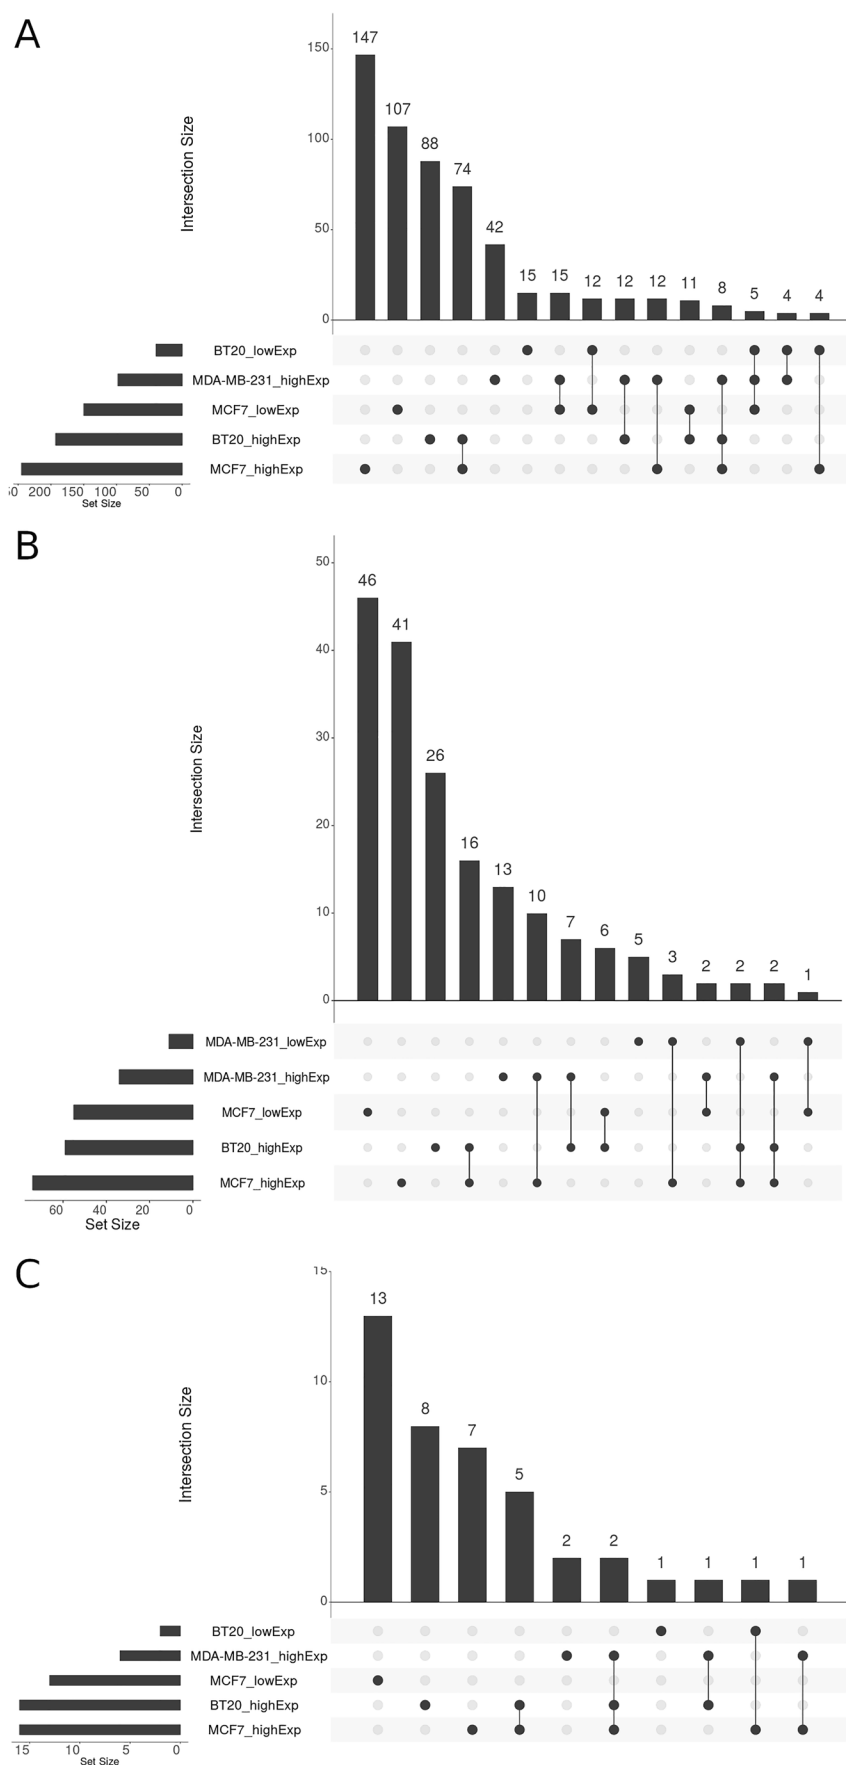 A
Intersection Size
150
100
50
0
147
107
88
74
42
15
15
12
12
12
11
8
5
4
4
BT20_lowExp
MDA-MB-231_highExp
MCF7_lowExp
BT20_highExp
MCF7_highExp
200 150 100 50 0
Set Size
B
Intersection Size
50
40
30
20
10
0
46
41
26
16
13
10
7
6
5
3
2
2
2
1
MDA-MB-231_lowExp
MDA-MB-231_highExp
MCF7_lowExp
BT20_highExp
MCF7_highExp
60 40 20 0
Set Size
C
Intersection Size
15
10
5
0
13
8
7
5
2
2
1
1
1
1
BT20_lowExp
MDA-MB-231_highExp
MCF7_lowExp
BT20_highExp
MCF7_highExp
15 10 5 0
Set Size